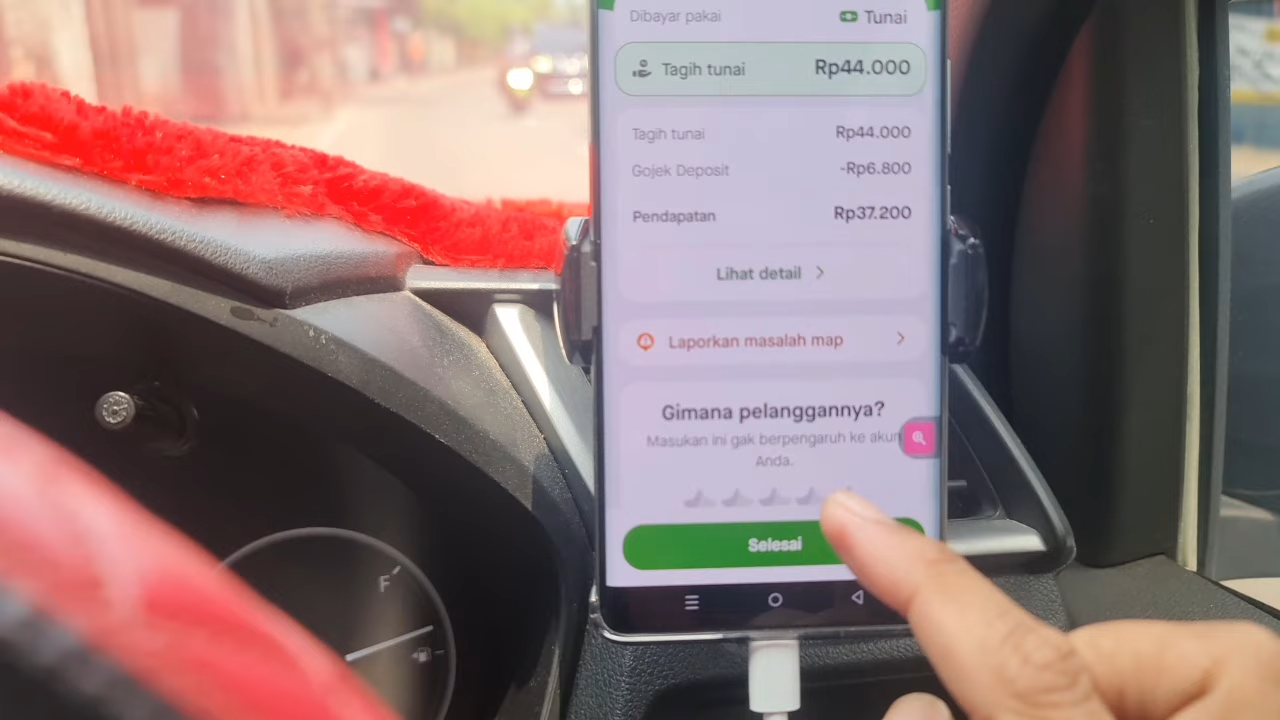 Dibayar pakai Tunai
Tagih tunai Rp44.000
Tagih tunai Rp44.000
Gojek Deposit -Rp6.800
Pendapatan Rp37.200
Lihat detail
Laporkan masalah map
Gimana pelanggannya?
Masukan ini gak berpengaruh ke akun
Anda.
Selesai
F